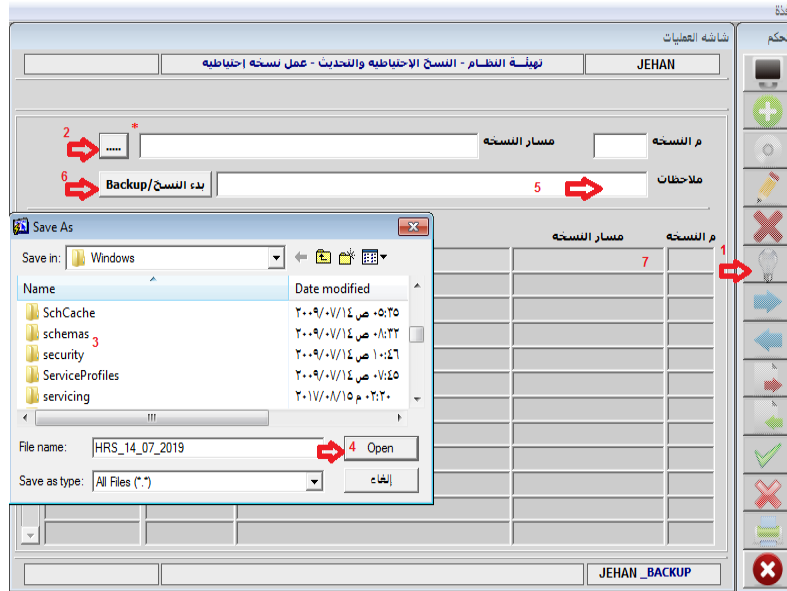 شاشه العمليات
JEHAN
تهيئــة النظــام - النسخ الإحتياطيه والتحديث - عمل نسخه إحتياطيه
م النسخه
مسار النسخه
*
.....
2
ملاحظات
5
بدء النسخ/Backup
6
م النسخه
مسار النسخه
1
7
Save As
Save in:
Windows
Name
Date modified
SchCache
٠٥:٣٥ ص ٢٠٠٩/٠٧/١٤
schemas
٠٨:٣٢ ص ٢٠٠٩/٠٧/١٤
3
security
١٠:٤٦ ص ٢٠٠٩/٠٧/١٤
ServiceProfiles
٠٧:٤٥ ص ٢٠٠٩/٠٧/١٤
servicing
٠٢:٢٠ م ٢٠١٧/٠٨/١٥
File name:
HRS_14_07_2019
4
Open
Save as type:
All Files (*.*)
إلغاء
JEHAN _BACKUP